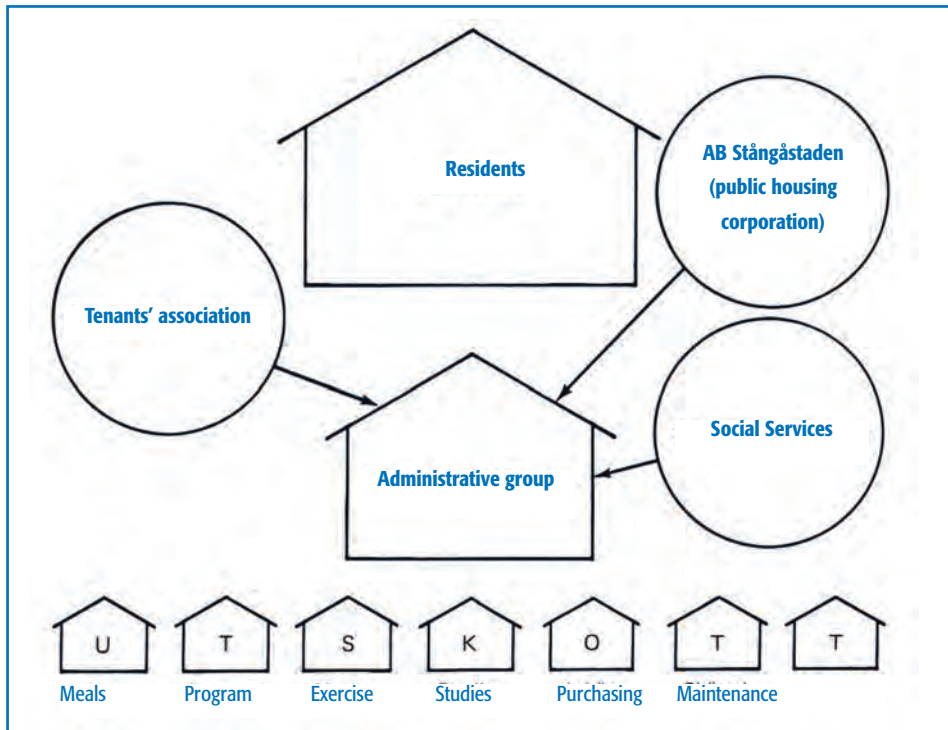 Residents
AB Stångåstaden
(public housing
corporation)
Tenants' association
Social Services
Administrative group
U T S K O T T
Meals Program Exercise Studies Purchasing Maintenance